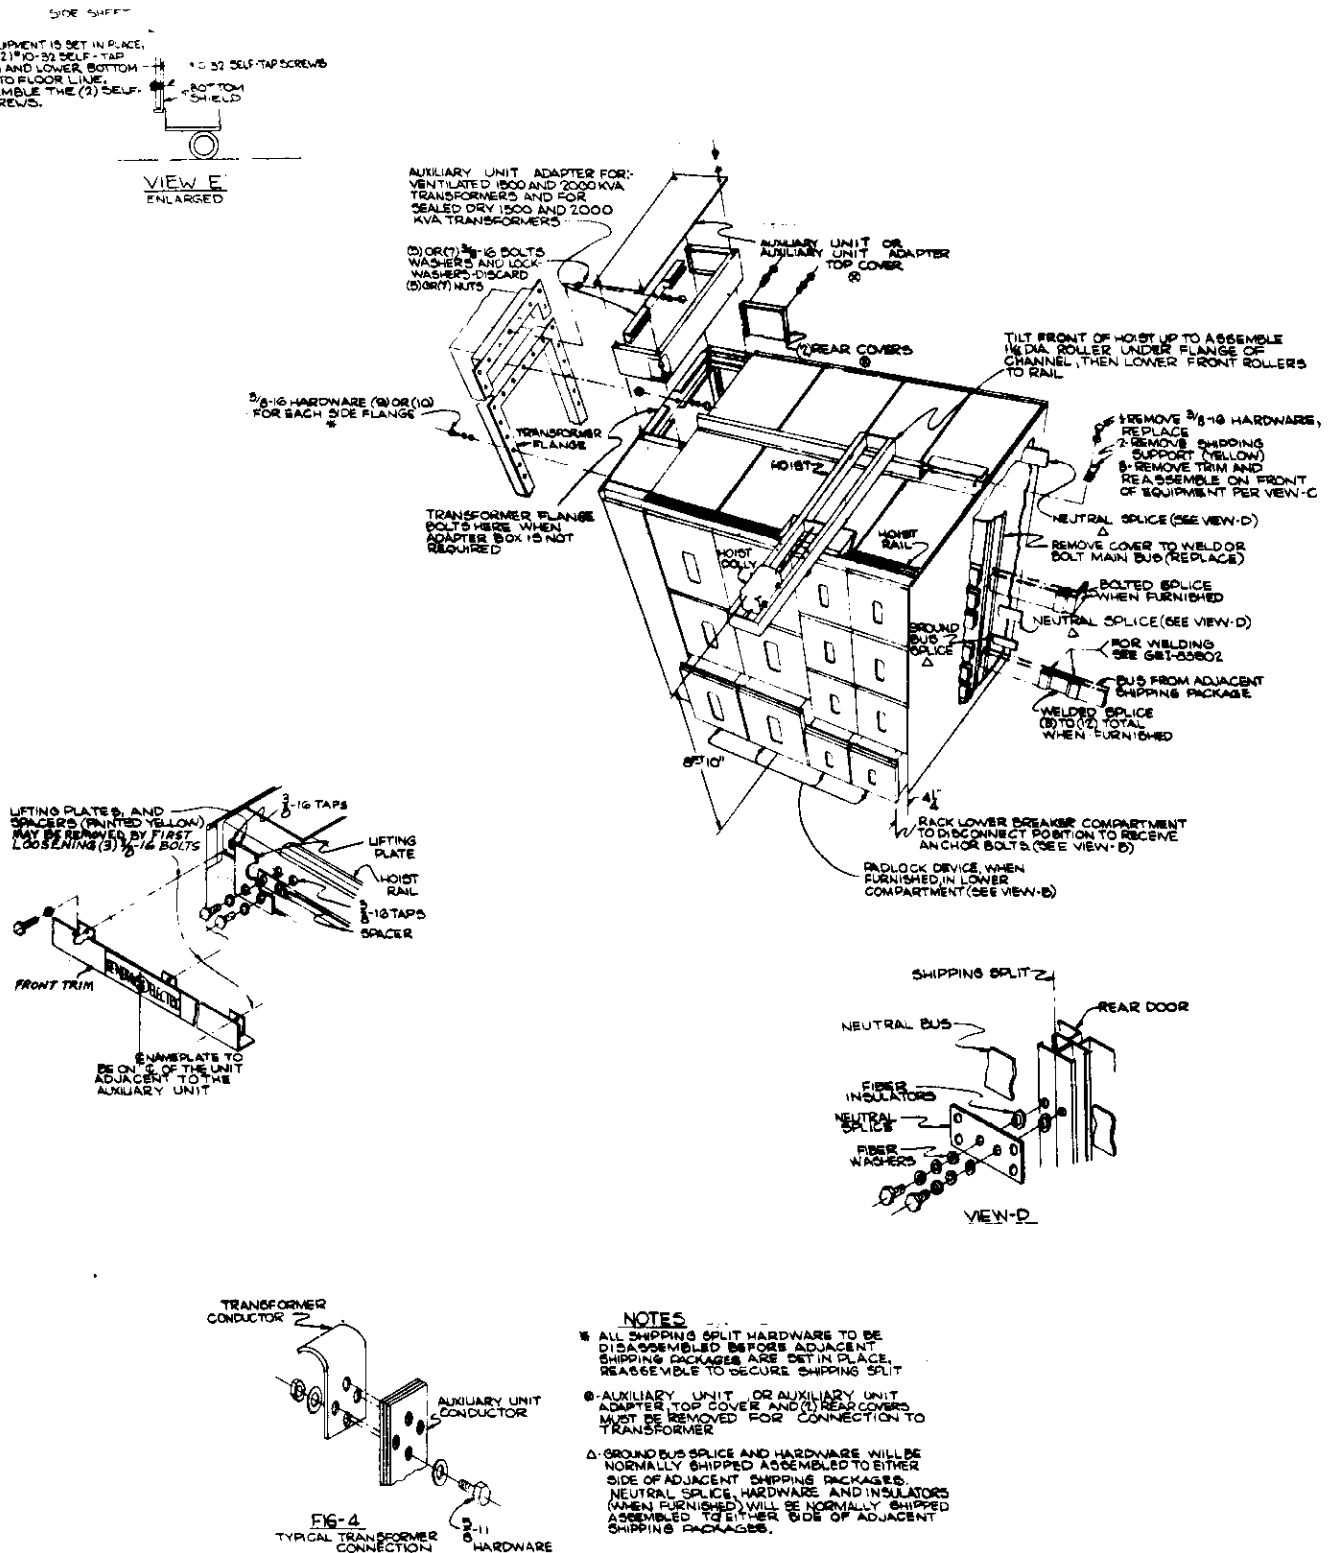 SIDE SHEET
UIPMENT IS SET IN PLACE,
2) #10-32 SELF-TAP
AND LOWER BOTTOM
TO FLOOR LINE.
MBLE THE (2) SELF-
REWS.
32 SELF-TAP SCREWS
BOTTOM
SHIELD
VIEW E
ENLARGED
AUXILIARY UNIT ADAPTER FOR:-
VENTILATED 1500 AND 2000 KVA
TRANSFORMERS AND FOR
SEALED DRY 1500 AND 2000
KVA TRANSFORMERS
(5) OR (7) 3/8-16 BOLTS
WASHERS AND LOCK-
WASHERS-DISCARD
(5) OR (7) NUTS
AUXILIARY UNIT OR
AUXILIARY UNIT ADAPTER
TOP COVER
⊗
(2) REAR COVERS
⊗
TILT FRONT OF HOIST UP TO ASSEMBLE
DIA. ROLLER UNDER FLANGE OF
CHANNEL, THEN LOWER FRONT ROLLERS
TO RAIL
3/8-16 HARDWARE (9) OR (10)
FOR EACH SIDE FLANGE
*
TRANSFORMER
FLANGE
TRANSFORMER FLANGE
BOLTS HERE WHEN
ADAPTER BOX IS NOT
REQUIRED
HOIST
HOIST
DOLLY
HOIST
RAIL
1-REMOVE 3/8-16 HARDWARE,
REPLACE
2-REMOVE SHIPPING
SUPPORT (YELLOW)
3-REMOVE TRIM AND
REASSEMBLE ON FRONT
OF EQUIPMENT PER VIEW-C
NEUTRAL SPLICE (SEE VIEW-D)
△
REMOVE COVER TO WELD OR
BOLT MAIN BUS (REPLACE)
BOLTED SPLICE
WHEN FURNISHED
NEUTRAL SPLICE (SEE VIEW-D)
△
GROUND
BUS
SPLICE
△
FOR WELDING
SEE GEI-83802
BUS FROM ADJACENT
SHIPPING PACKAGE
WELDED SPLICE
(3) TO (12) TOTAL
WHEN FURNISHED
10"
4 1/4"
RACK LOWER BREAKER COMPARTMENT
TO DISCONNECT POSITION TO RECEIVE
ANCHOR BOLTS. (SEE VIEW-B)
PADLOCK DEVICE, WHEN
FURNISHED, IN LOWER
COMPARTMENT (SEE VIEW-B)
LIFTING PLATES, AND
SPACERS (PAINTED YELLOW)
MAY BE REMOVED BY FIRST
LOOSENING (3) 3/8-16 BOLTS
3/8-16 TAPS
LIFTING
PLATE
HOIST
RAIL
3/8-16 TAPS
SPACER
FRONT TRIM
GENERAL ELECTRIC
NAMEPLATE TO
BE ON ℄ OF THE UNIT
ADJACENT TO THE
AUXILIARY UNIT
SHIPPING SPLIT
REAR DOOR
NEUTRAL BUS
FIBER
INSULATORS
NEUTRAL
SPLICE
FIBER
WASHERS
VIEW-D
TRANSFORMER
CONDUCTOR
AUXILIARY UNIT
CONDUCTOR
5/8-11
HARDWARE
FIG-4
TYPICAL TRANSFORMER
CONNECTION
NOTES
* ALL SHIPPING SPLIT HARDWARE TO BE
DISASSEMBLED BEFORE ADJACENT
SHIPPING PACKAGES ARE SET IN PLACE,
REASSEMBLE TO SECURE SHIPPING SPLIT
⊗-AUXILIARY UNIT OR AUXILIARY UNIT
ADAPTER TOP COVER AND (2) REAR COVERS
MUST BE REMOVED FOR CONNECTION TO
TRANSFORMER
△-GROUND BUS SPLICE AND HARDWARE WILL BE
NORMALLY SHIPPED ASSEMBLED TO EITHER
SIDE OF ADJACENT SHIPPING PACKAGES.
NEUTRAL SPLICE, HARDWARE AND INSULATORS
(WHEN FURNISHED) WILL BE NORMALLY SHIPPED
ASSEMBLED TO EITHER SIDE OF ADJACENT
SHIPPING PACKAGES.